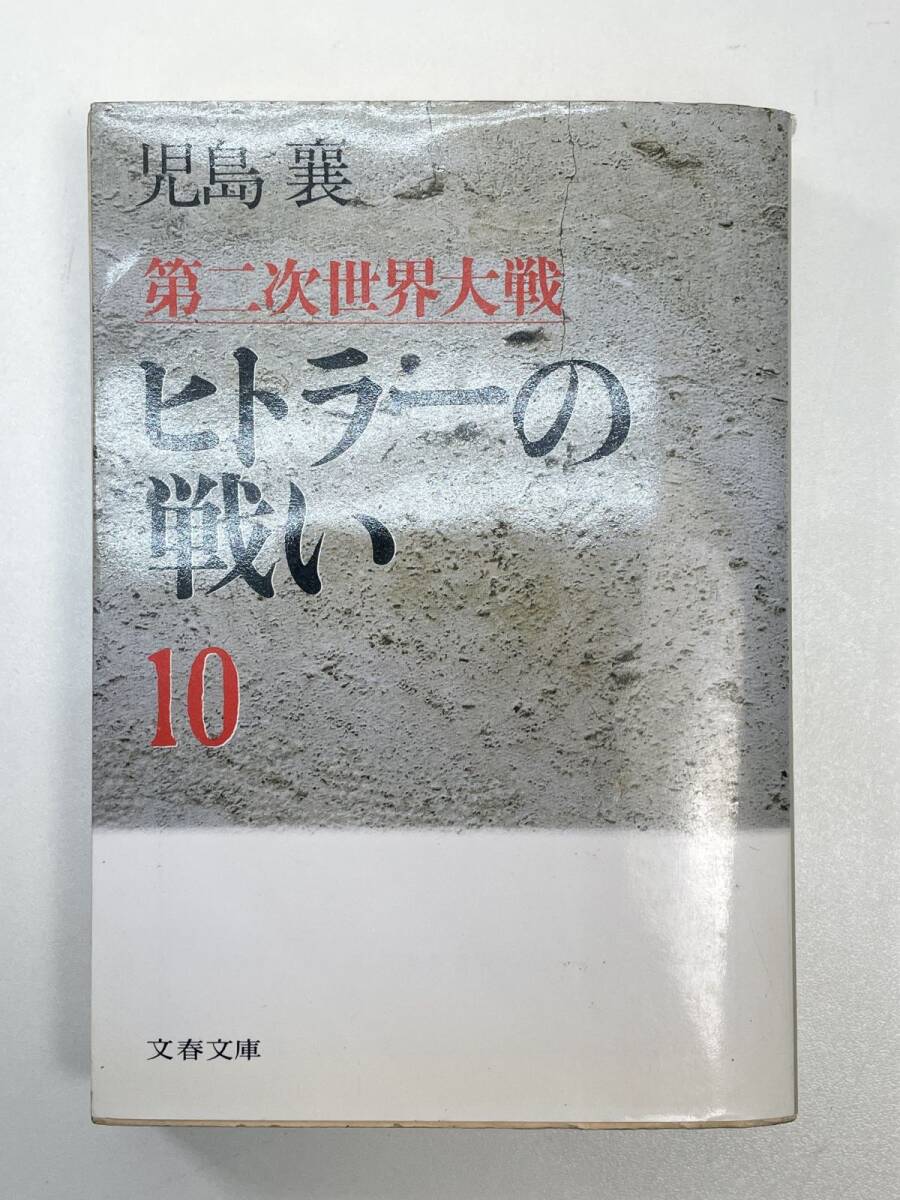 児島 襄
第二次世界大戦
ヒトラーの
戦い
10
文春文庫